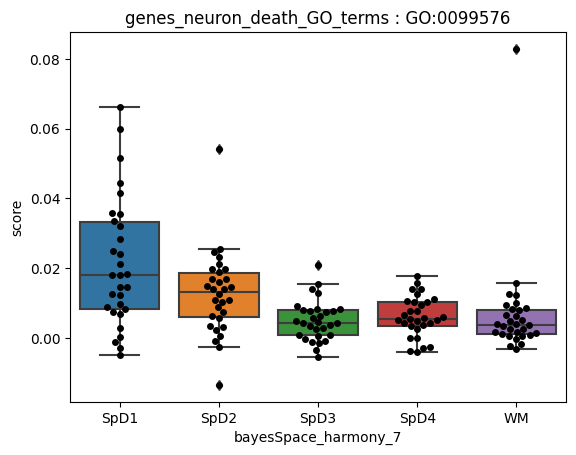 genes_neuron_death_GO_terms : GO:0099576
0.08
0.06
0.04
0.02
0.00
score
SpD1 SpD2 SpD3 SpD4 WM
bayesSpace_harmony_7